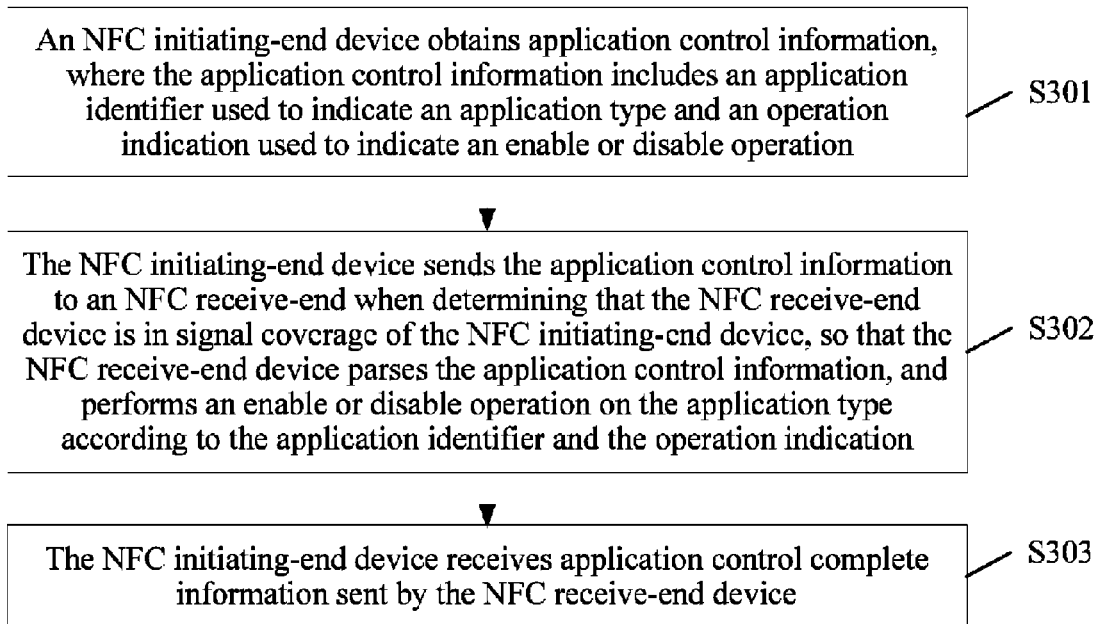 An NFC initiating-end device obtains application control information,
where the application control information includes an application
identifier used to indicate an application type and an operation
indication used to indicate an enable or disable operation
S301
The NFC initiating-end device sends the application control information
to an NFC receive-end when determining that the NFC receive-end
device is in signal coverage of the NFC initiating-end device, so that the
NFC receive-end device parses the application control information, and
performs an enable or disable operation on the application type
according to the application identifier and the operation indication
S302
The NFC initiating-end device receives application control complete
information sent by the NFC receive-end device
S303